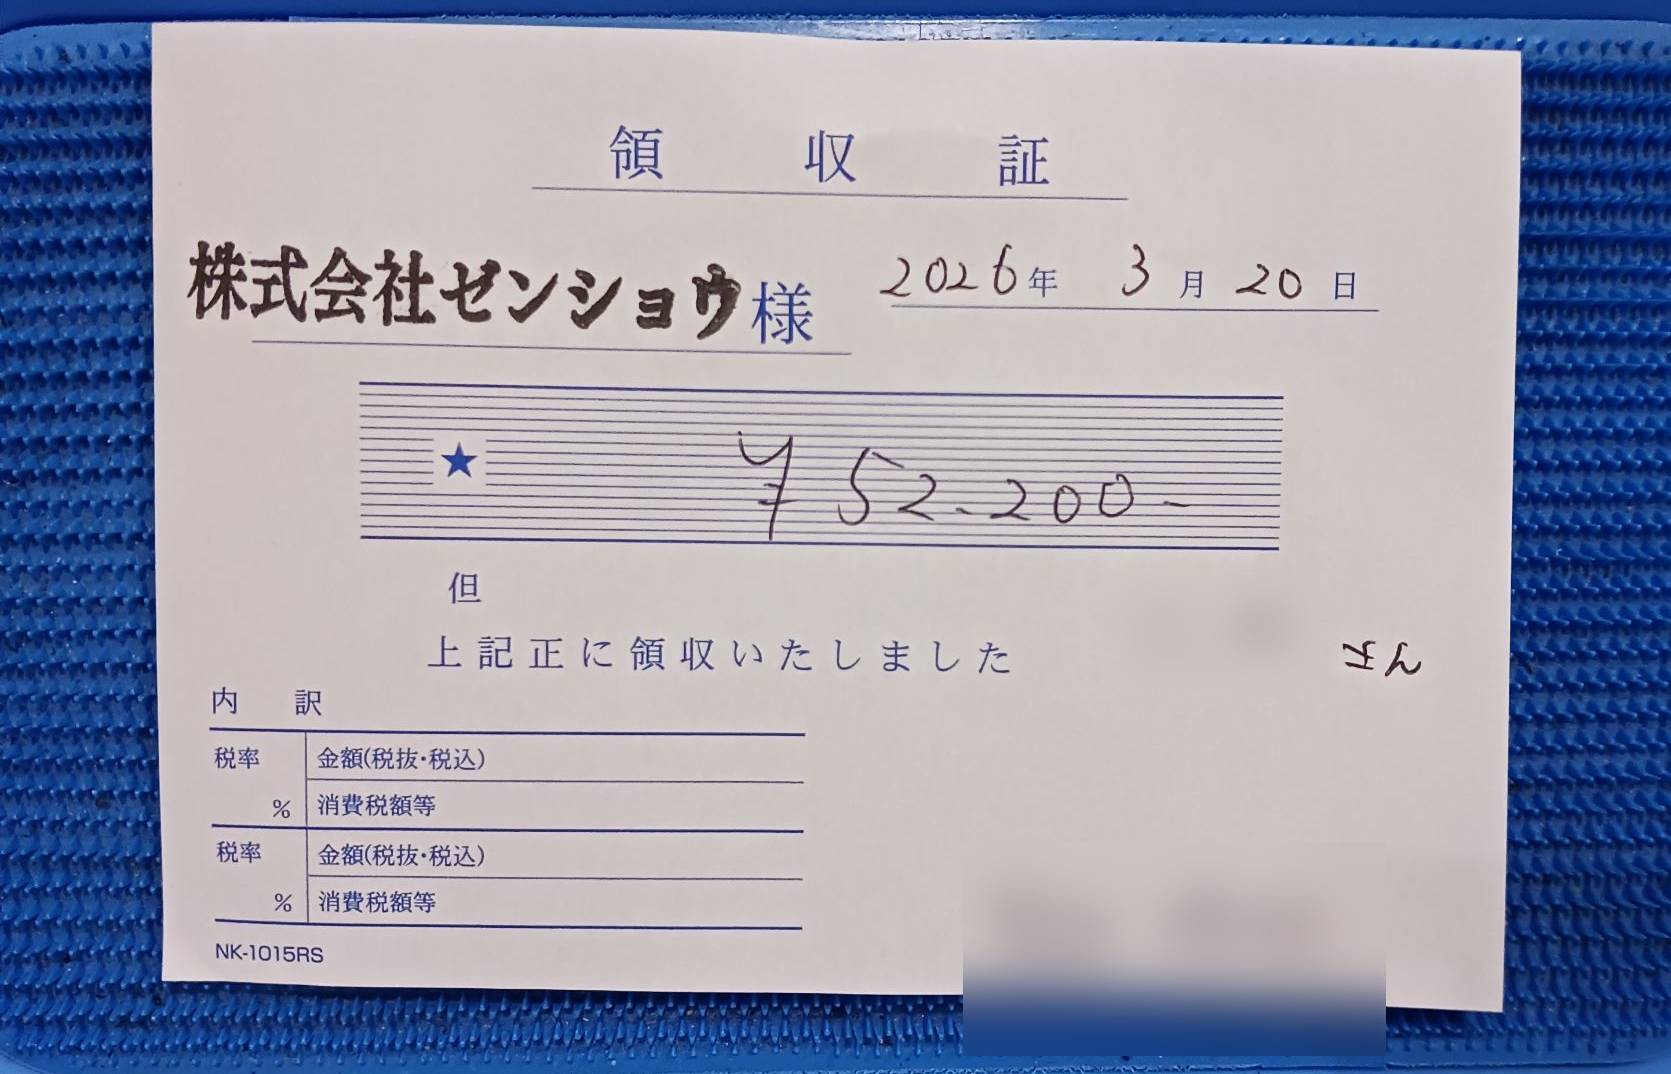 領 収 証
株式会社ゼンショウ様
2026年 3月 20日
★ ¥52.200-
但
上記正に領収いたしました
さん
内 訳
税率 金額(税抜・税込)
% 消費税額等
税率 金額(税抜・税込)
% 消費税額等
NK-1015RS